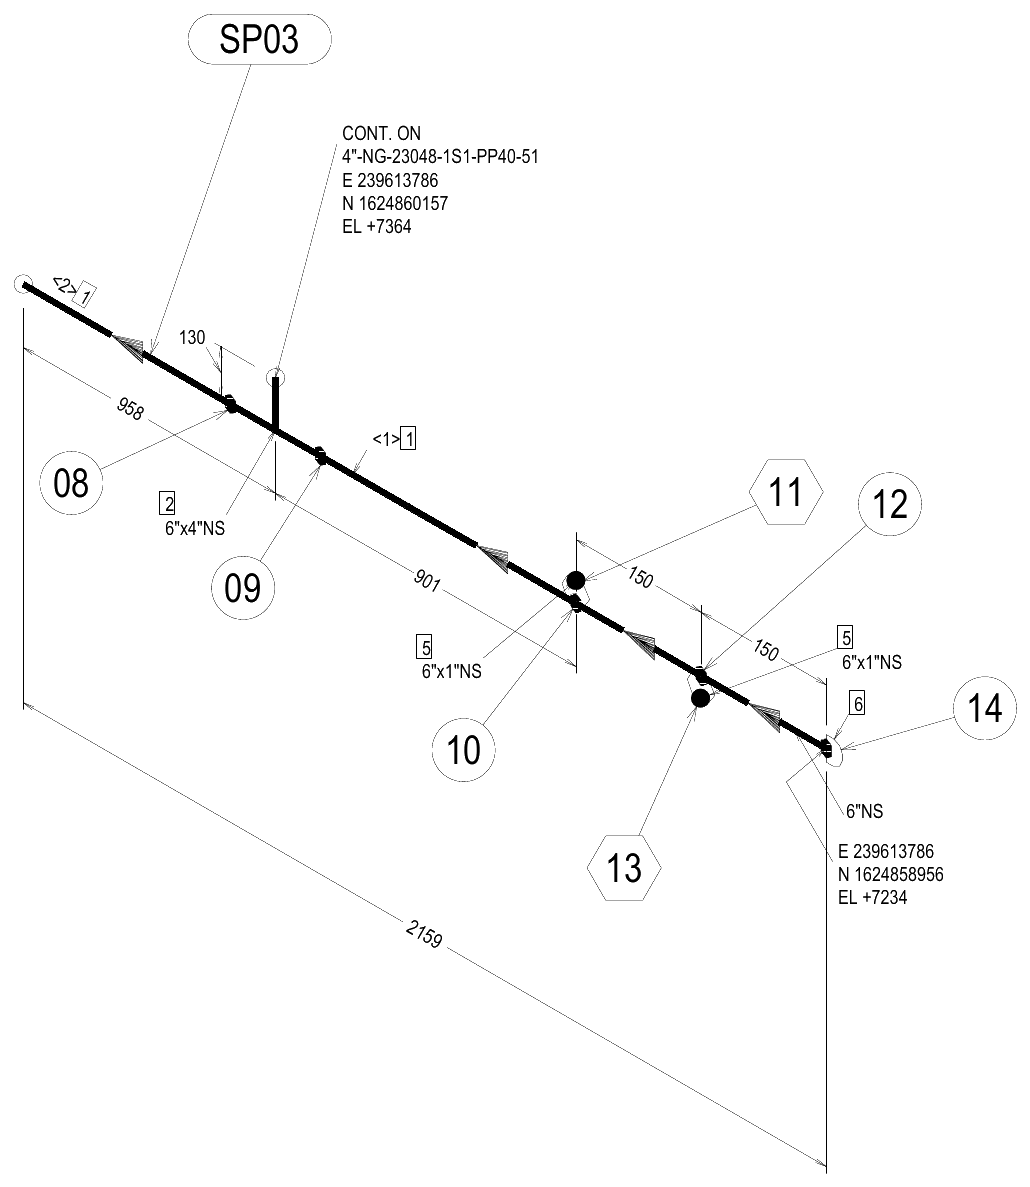 SP03
CONT. ON
4"-NG-23048-1S1-PP40-51
E 239613786
N 1624860157
EL +7364
<2> 1
130
958
<1> 1
08
2
6"x4"NS
11
12
09
901
150
5
6"x1"NS
150
5
6"x1"NS
6
14
10
6"NS
13
E 239613786
N 1624858956
EL +7234
2159